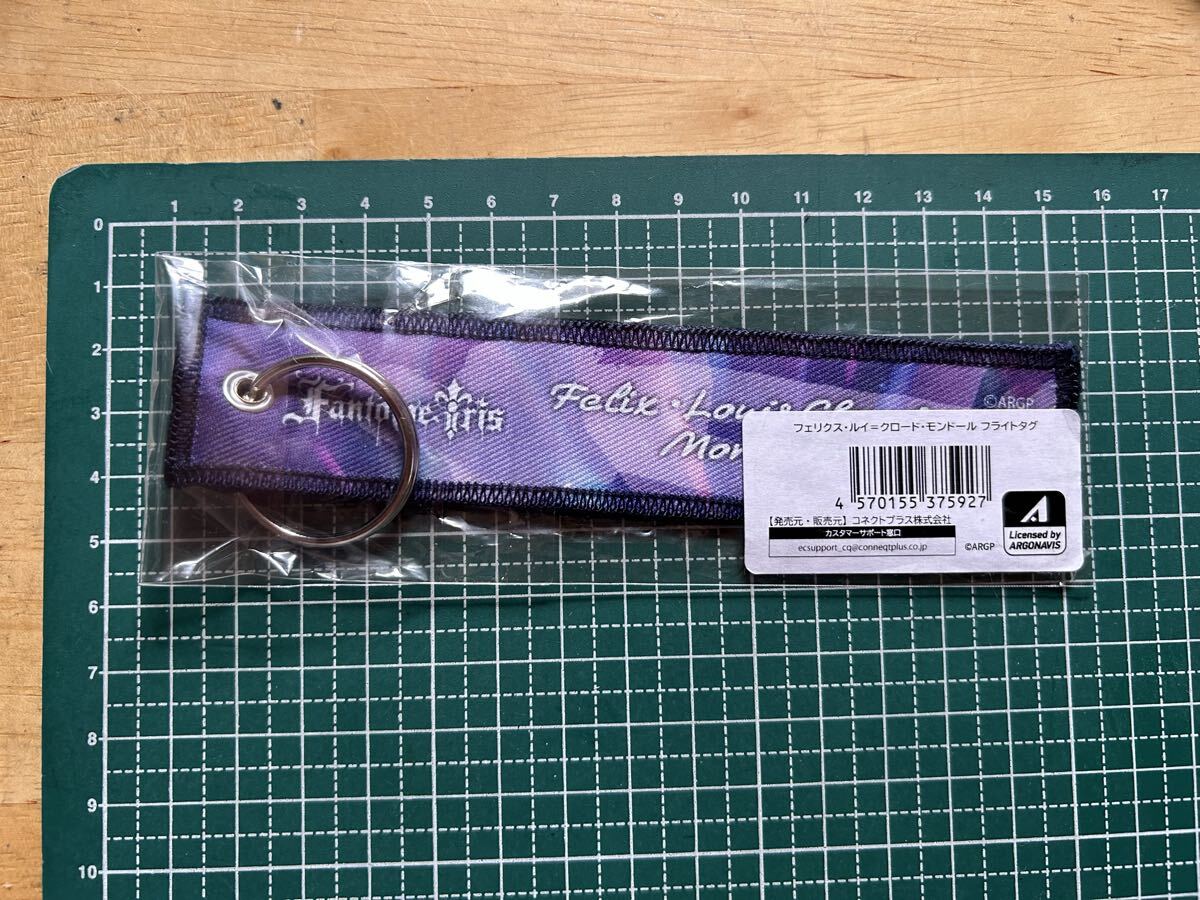 0 1 2 3 4 5 6 7 8 9 10 11 12 13 14 15 16 17
1
2
3
4
5
6
7
8
9
10
Fantôme Iris
Felix・Louis
©ARGP
フェリクス・ルイ=クロード・モンドール フライトタグ
4 570155 375927
【発売元・販売元】コネクトプラス株式会社
カスタマーサポート窓口
ecsupport_cq@conneqtplus.co.jp
©ARGP
A
Licensed by
ARGONAVIS